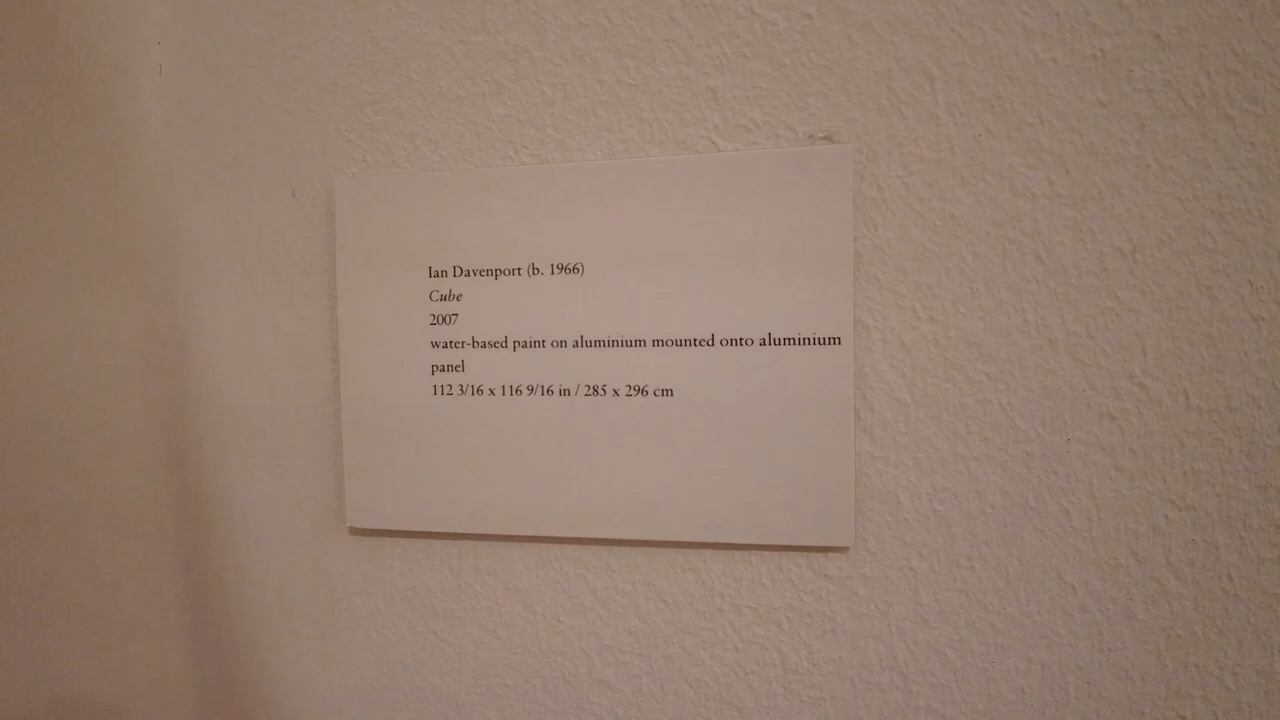 Ian Davenport (b. 1966)
Cube
2007
water-based paint on aluminium mounted onto aluminium
panel
112 3/16 x 116 9/16 in / 285 x 296 cm